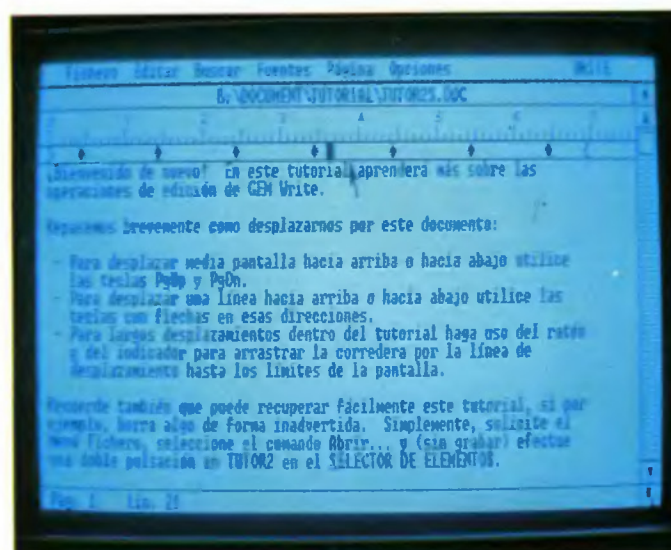 Fichero Editar Buscar Fuentes Página Opciones WRITE
B:\DOCUMENT\TUTORIAL\TUTOR2S.DOC
¡Bienvenido de nuevo! En este tutorial aprendera más sobre las
operaciones de edición de GEM Write.
Repasemos brevemente como desplazarnos por este documento:
- Para desplazar media pantalla hacia arriba o hacia abajo utilice
las teclas PgUp y PgDn.
- Para desplazar una línea hacia arriba o hacia abajo utilice las
teclas con flechas en esas direcciones.
- Para largos desplazamientos dentro del tutorial haga uso del ratón
y del indicador para arrastrar la corredera por la línea de
desplazamiento hasta los límites de la pantalla.
Recuerde también que puede recuperar fácilmente este tutorial, si por
ejemplo, borra algo de forma inadvertida. Simplemente, solicite el
menú Fichero, seleccione el comando Abrir... y (sin grabar) efectue
una doble pulsación en TUTOR2 en el SELECTOR DE ELEMENTOS.
Pág. 1 Lín. 21